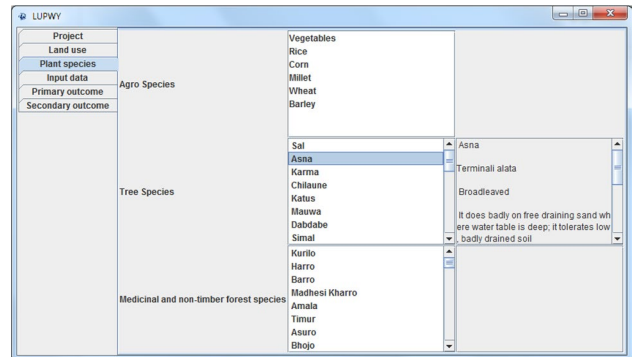 LUPWY
Project
Land use
Plant species
Input data
Primary outcome
Secondary outcome
Agro Species
Vegetables
Rice
Corn
Millet
Wheat
Barley
Tree Species
Sal
Asna
Karma
Chilaune
Katus
Mauwa
Dabdabe
Simal
Asna
Terminali alata
Broadleaved
It does badly on free draining sand wh
ere water table is deep; it tolerates low
, badly drained soil
Medicinal and non-timber forest species
Kurilo
Harro
Barro
Madhesi Kharro
Amala
Timur
Asuro
Bhojo